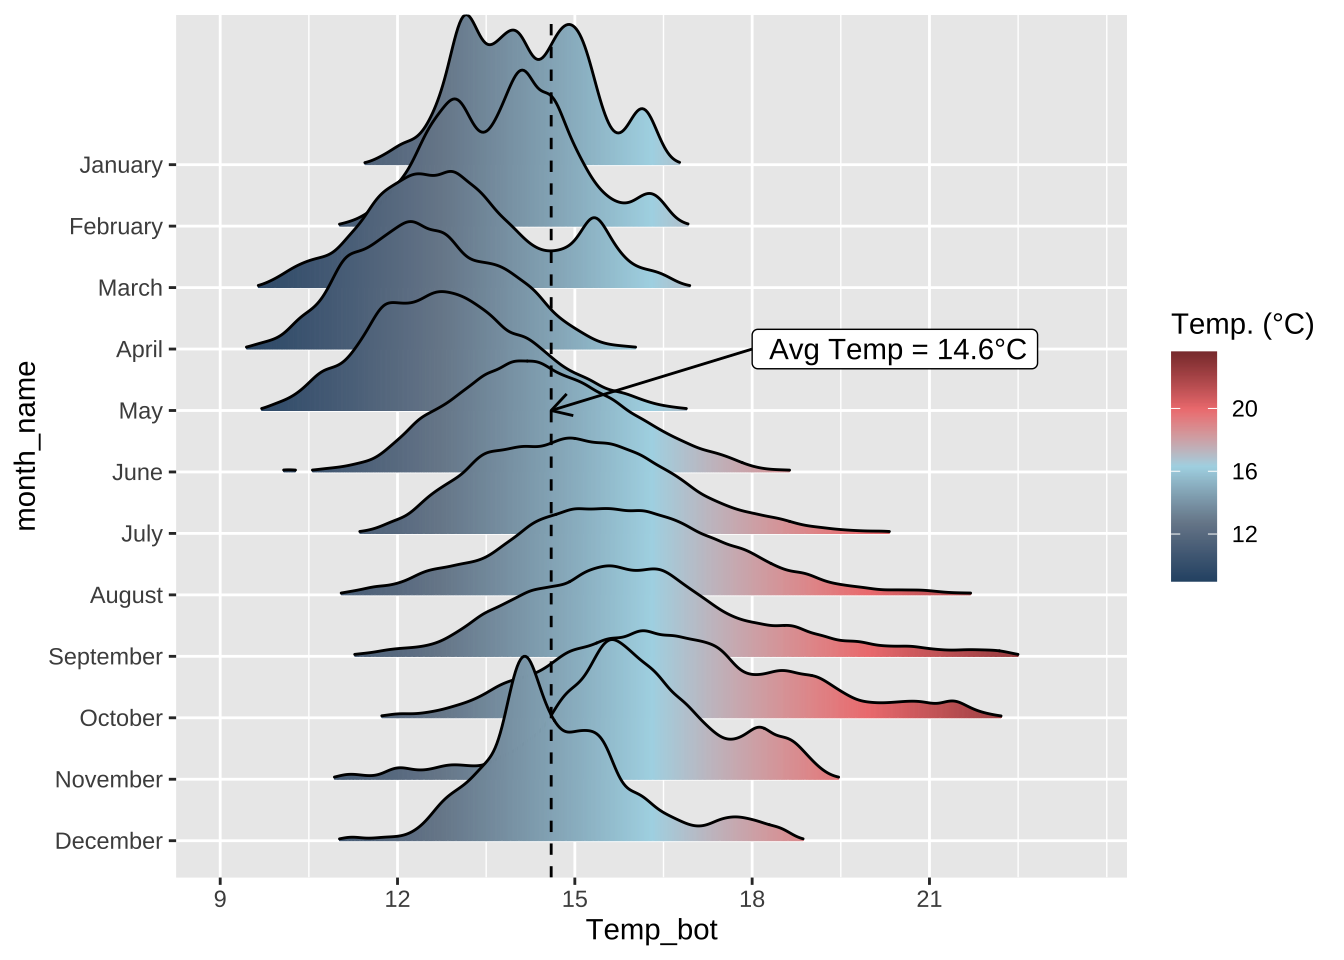 January
February
March
April
May
June
July
August
September
October
November
December
month_name
9 12 15 18 21
Temp_bot
Avg Temp = 14.6°C
Temp. (°C)
20
16
12